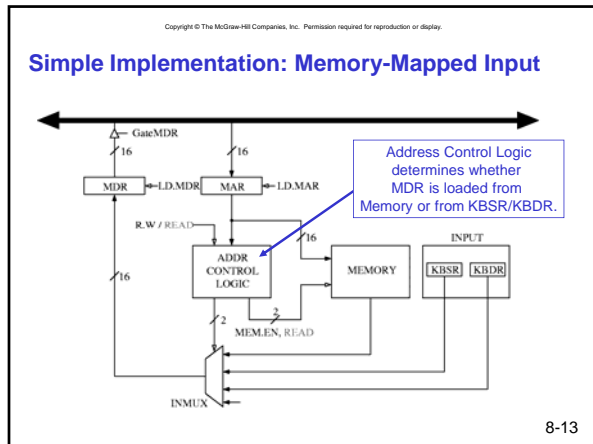 Copyright © The McGraw-Hill Companies, Inc. Permission required for reproduction or display.
Simple Implementation: Memory-Mapped Input
GateMDR
16
16
MDR
LD.MDR
MAR
LD.MAR
Address Control Logic
determines whether
MDR is loaded from
Memory or from KBSR/KBDR.
R.W / READ
16
INPUT
16
ADDR
CONTROL
LOGIC
MEMORY
KBSR
KBDR
2
2
MEM.EN, READ
INMUX
8-13